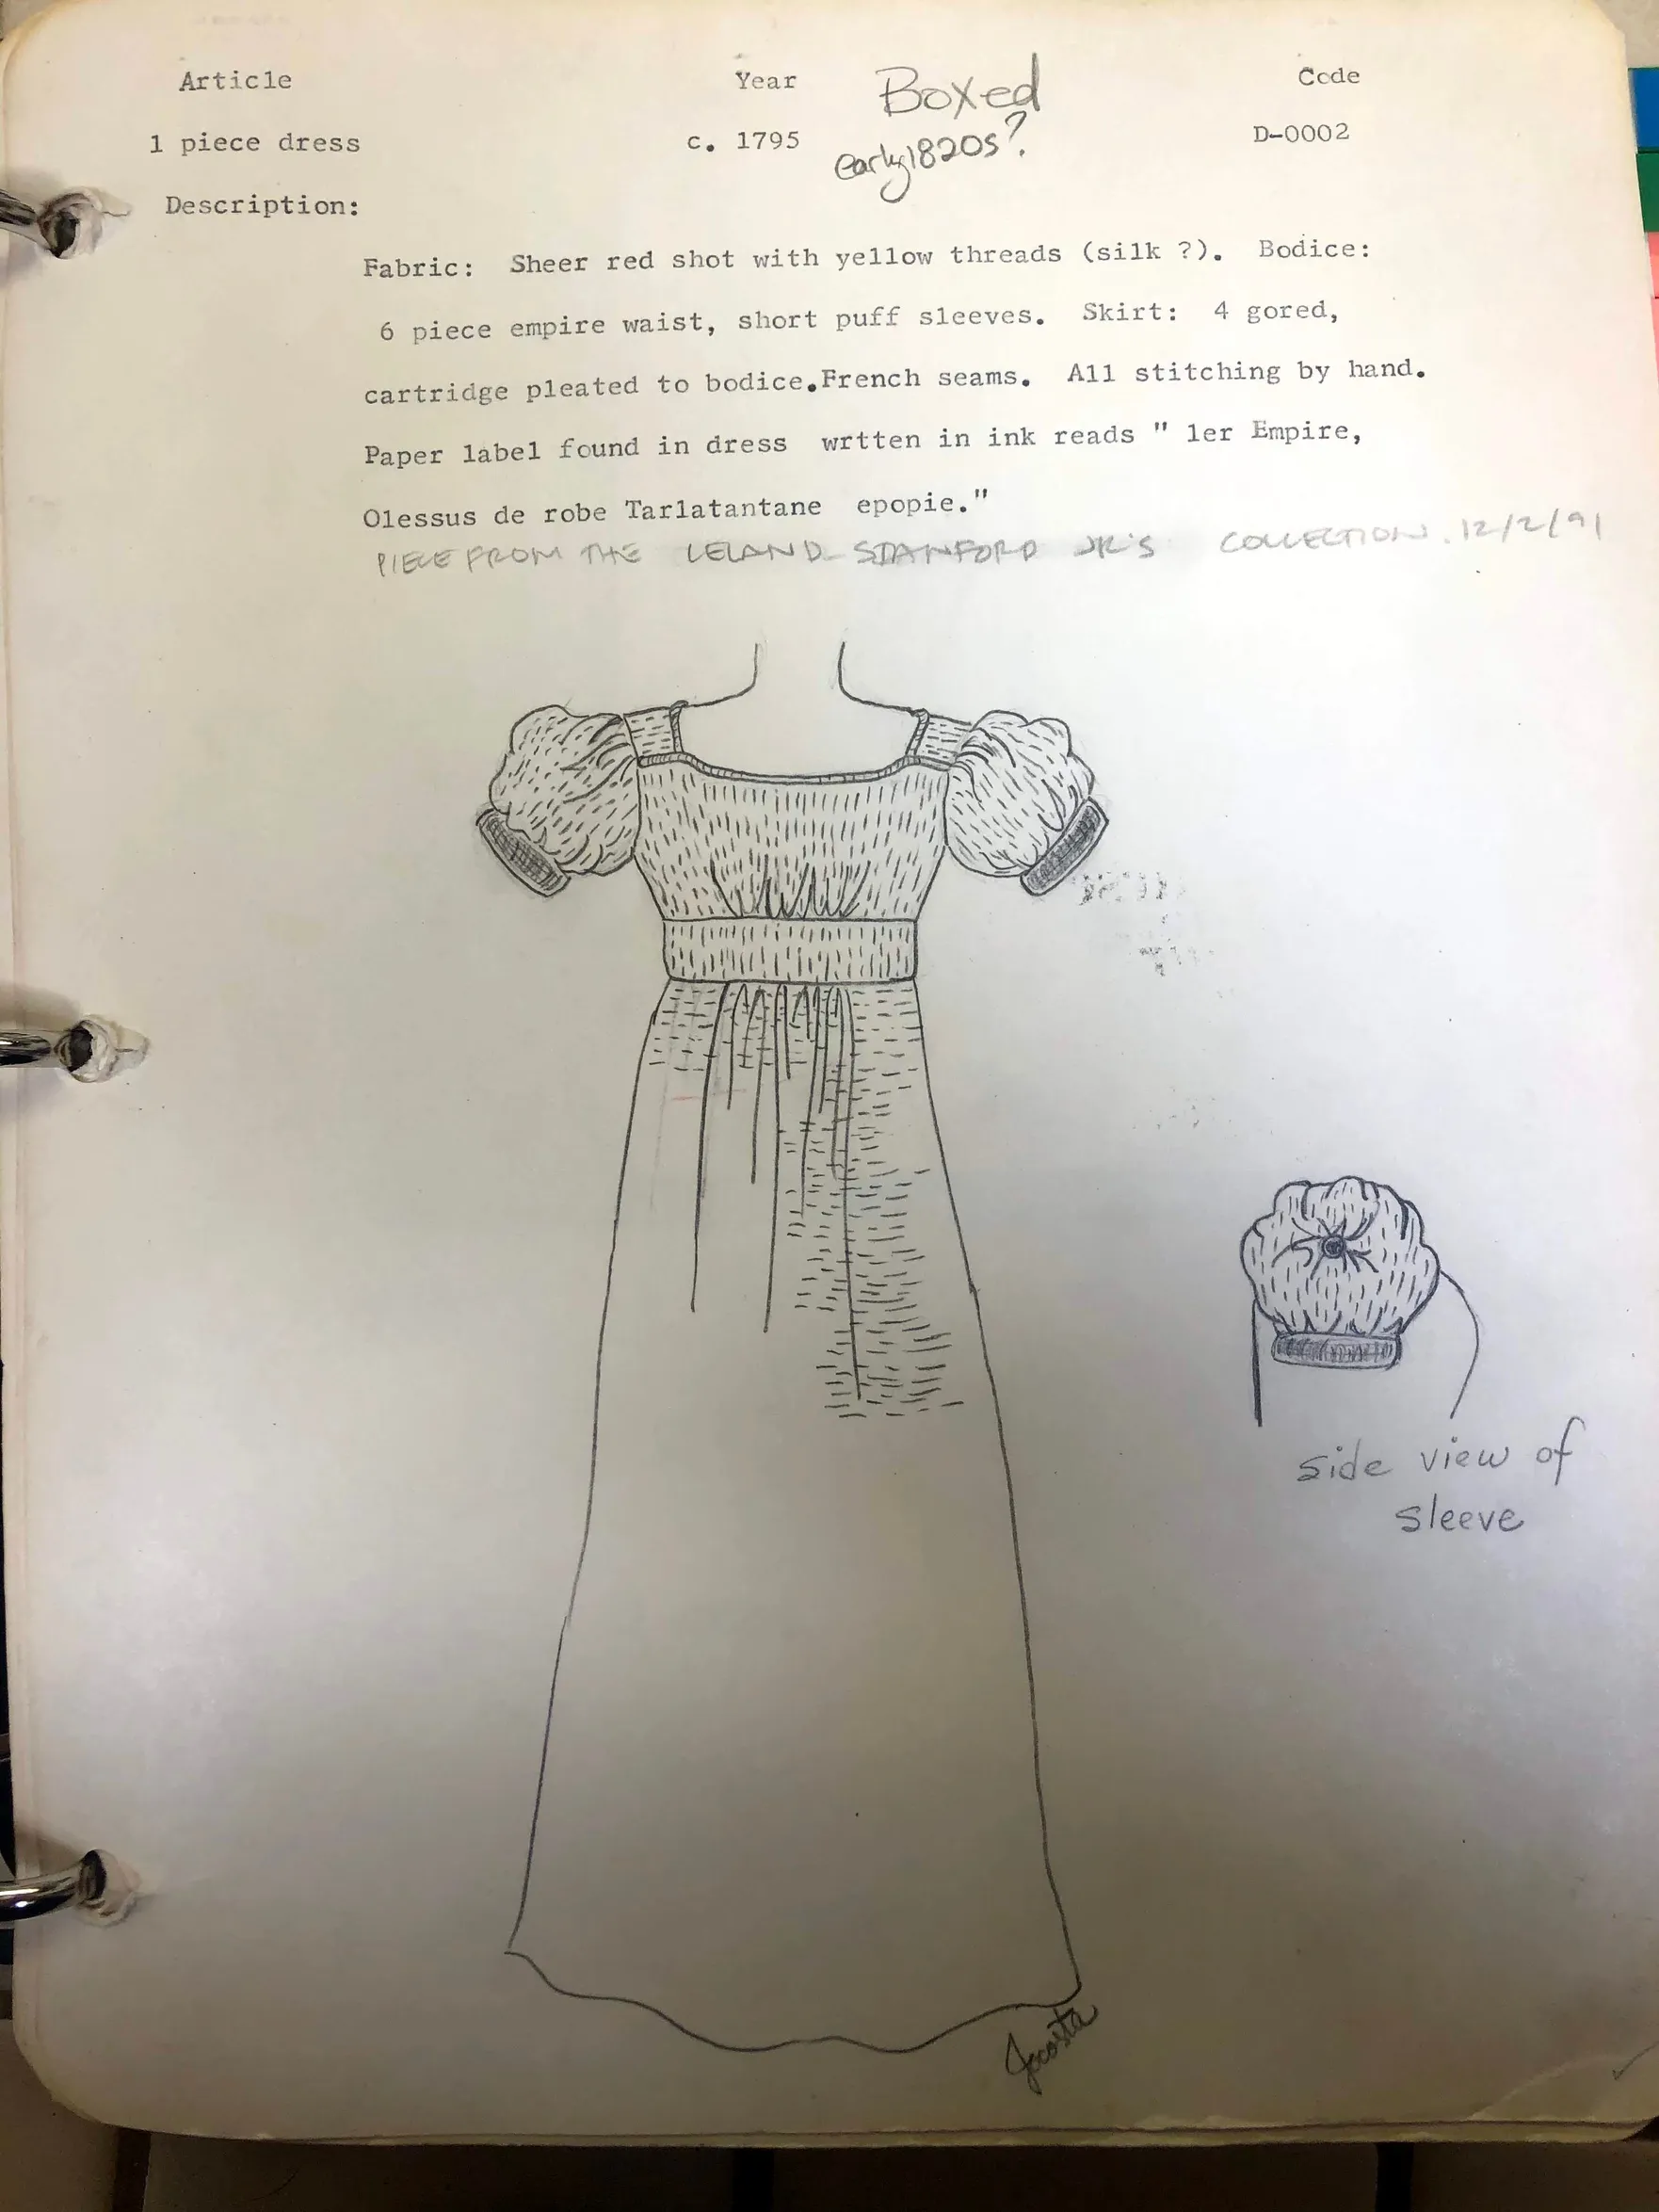 Article Year Boxed Code
1 piece dress c. 1795 early 1820s? D-0002
Description:
Fabric: Sheer red shot with yellow threads (silk ?). Bodice:
6 piece empire waist, short puff sleeves. Skirt: 4 gored,
cartridge pleated to bodice.French seams. All stitching by hand.
Paper label found in dress wrtten in ink reads " 1er Empire,
Olessus de robe Tarlatantane epopie."
PIECE FROM THE LELAND STANFORD JR'S COLLECTION. 12/2/91
side view of
sleeve
Jocosta